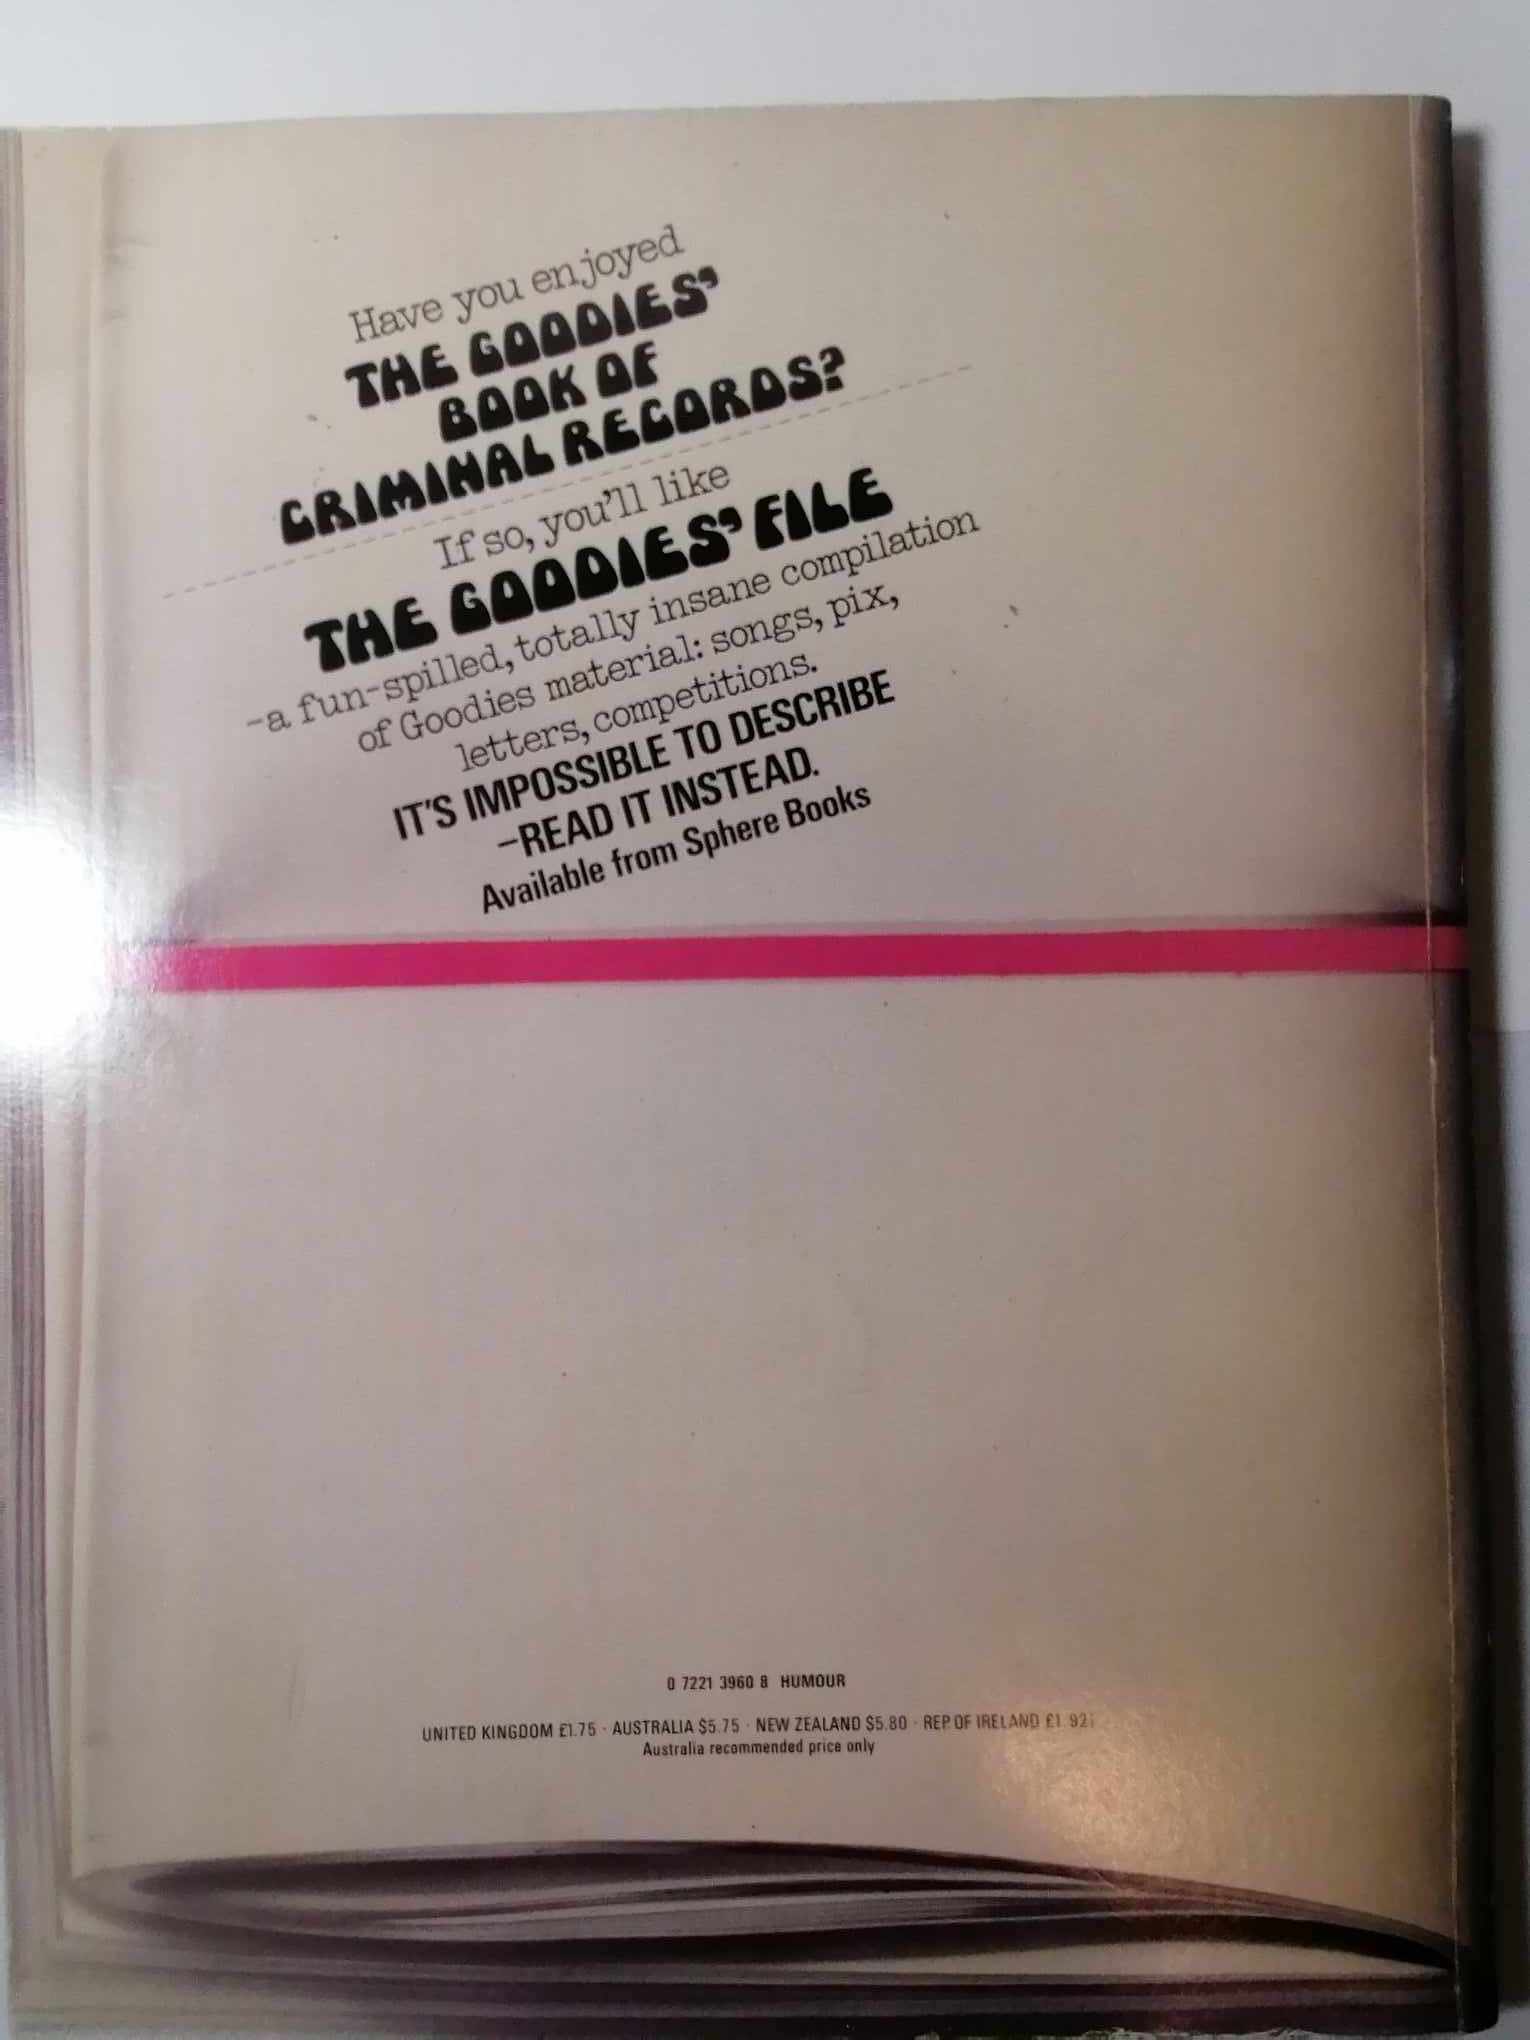 Have you enjoyed
THE GOODIES'
BOOK OF
CRIMINAL RECORDS?
If so, you'll like
THE GOODIES' FILE
-a fun-spilled, totally insane compilation
of Goodies material: songs, pix,
letters, competitions.
IT'S IMPOSSIBLE TO DESCRIBE
-READ IT INSTEAD.
Available from Sphere Books
0 7221 3960 8 HUMOUR
UNITED KINGDOM £1.75 · AUSTRALIA $5.75 · NEW ZEALAND $5.80 · REP. OF IRELAND £1.92½
Australia recommended price only